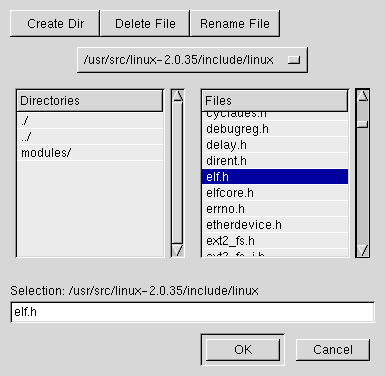 Create Dir Delete File Rename File
/usr/src/linux-2.0.35/include/linux
Directories
./
../
modules/
Files
cyclades.h
debugreg.h
delay.h
dirent.h
elf.h
elfcore.h
errno.h
etherdevice.h
ext2_fs.h
ext2_fs_i.h
Selection: /usr/src/linux-2.0.35/include/linux
elf.h
OK Cancel